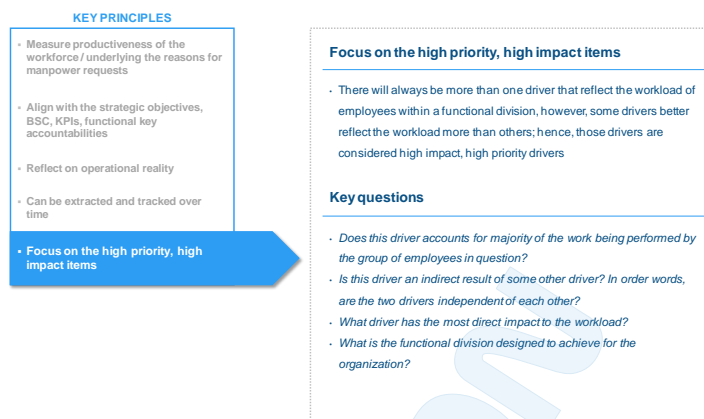 KEY PRINCIPLES
• Measure productiveness of the
workforce / underlying the reasons for
manpower requests
• Align with the strategic objectives,
BSC, KPIs, functional key
accountabilities
• Reflect on operational reality
• Can be extracted and tracked over
time
• Focus on the high priority, high
impact items
Focus on the high priority, high impact items
• There will always be more than one driver that reflect the workload of
employees within a functional division, however, some drivers better
reflect the workload more than others; hence, those drivers are
considered high impact, high priority drivers
Key questions
• Does this driver accounts for majority of the work being performed by
the group of employees in question?
• Is this driver an indirect result of some other driver? In order words,
are the two drivers independent of each other?
• What driver has the most direct impact to the workload?
• What is the functional division designed to achieve for the
organization?